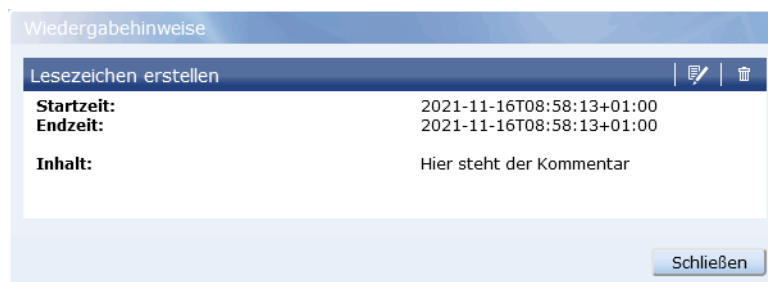 Wiedergabehinweise
Lesezeichen erstellen
Startzeit: 2021-11-16T08:58:13+01:00
Endzeit: 2021-11-16T08:58:13+01:00
Inhalt: Hier steht der Kommentar
Schließen